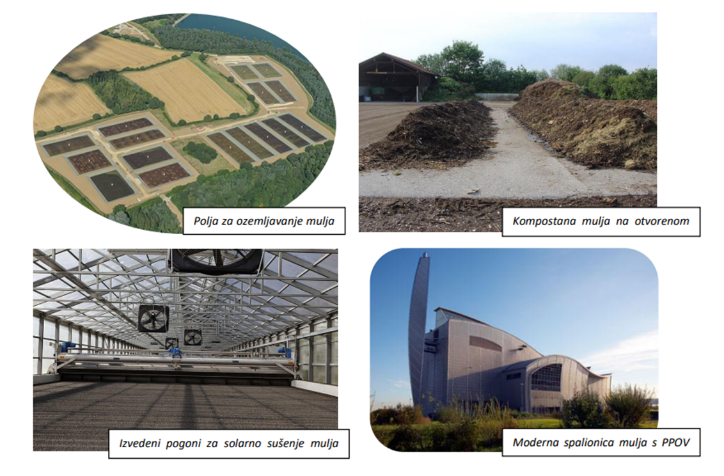 Polja za ozemljavanje mulja
Kompostana mulja na otvorenom
Izvedeni pogoni za solarno sušenje mulja
Moderna spalionica mulja s PPOV